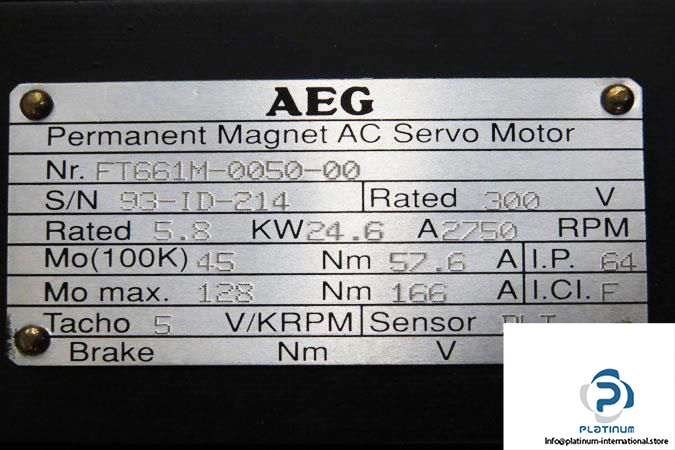 AEG
Permanent Magnet AC Servo Motor
Nr. FT661M-0050-00
S/N 93-ID-214 Rated 300 V
Rated 5.8 KW 24.6 A 2750 RPM
Mo(100K) 45 Nm 57.6 A I.P. 64
Mo max. 128 Nm 166 A I.Cl. F
Tacho 5 V/KRPM Sensor
Brake Nm V
PLATINUM
Info@platinum-international.store